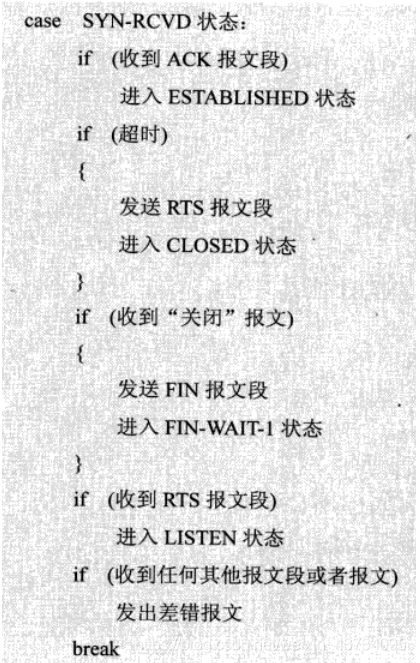 case SYN-RCVD 状态：
if (收到 ACK 报文段)
进入 ESTABLISHED 状态
if (超时)
{
发送 RTS 报文段
进入 CLOSED 状态
}
if (收到“关闭”报文)
{
发送 FIN 报文段
进入 FIN-WAIT-1 状态
}
if (收到 RTS 报文段)
进入 LISTEN 状态
if (收到任何其他报文段或者报文)
发出差错报文
break